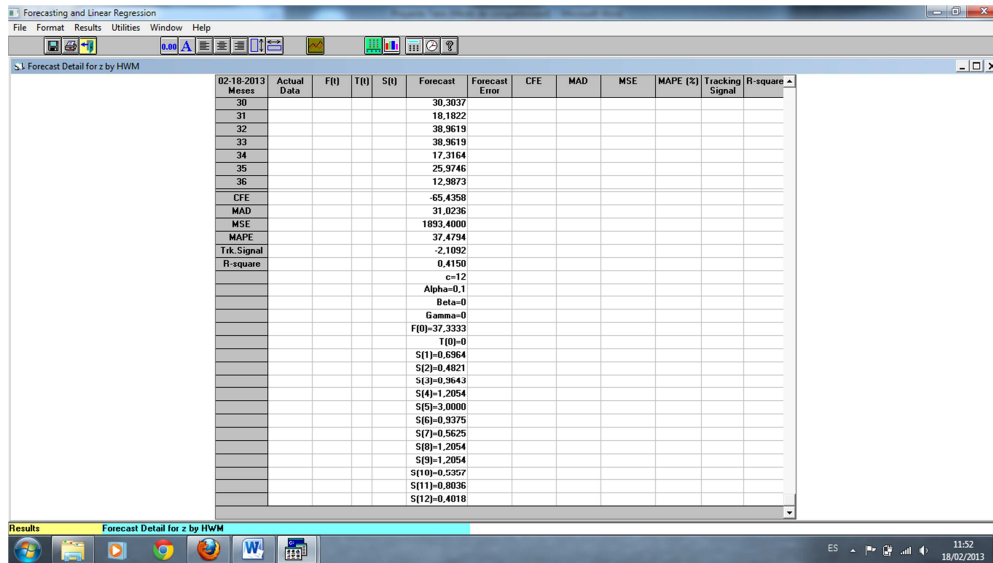 Forecasting and Linear Regression
File Format Results Utilities Window Help
0.00 A
Forecast Detail for z by HWM
02-18-2013 Meses Actual Data F(t) T(t) S(t) Forecast Forecast Error CFE MAD MSE MAPE (%) Tracking Signal R-square
30 30,3037
31 18,1822
32 38,9619
33 38,9619
34 17,3164
35 25,9746
36 12,9873
CFE -65,4358
MAD 31,0236
MSE 1893,4000
MAPE 37,4794
Trk.Signal -2,1092
R-square 0,4150
c=12
Alpha=0,1
Beta=0
Gamma=0
F(0)=37,3333
T(0)=0
S(1)=0,6964
S(2)=0,4821
S(3)=0,9643
S(4)=1,2054
S(5)=3,0000
S(6)=0,9375
S(7)=0,5625
S(8)=1,2054
S(9)=1,2054
S(10)=0,5357
S(11)=0,8036
S(12)=0,4018
Results Forecast Detail for z by HWM
ES 11:52
18/02/2013